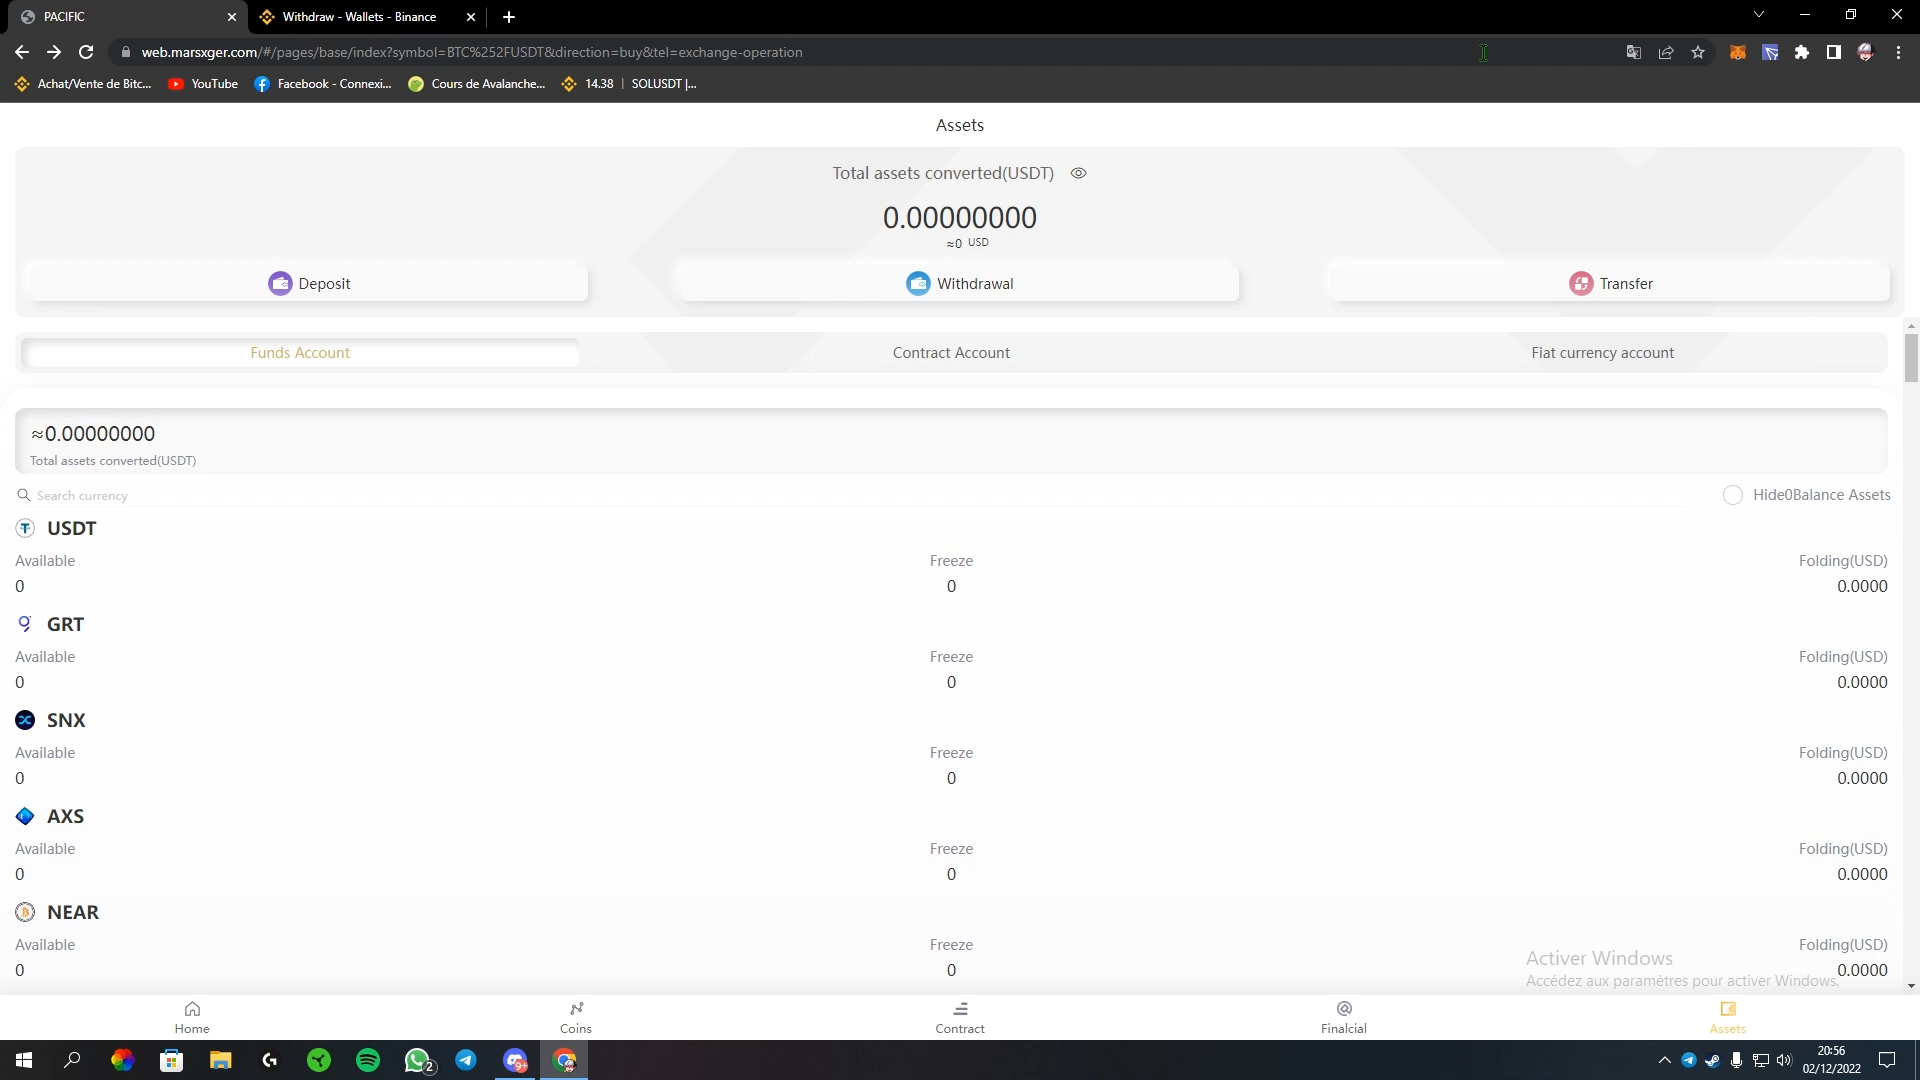 PACIFIC
Withdraw - Wallets - Binance
web.marsxger.com/#/pages/base/index?symbol=BTC%252FUSDT&direction=buy&tel=exchange-operation
Achat/Vente de Bitc... YouTube Facebook - Connexi... Cours de Avalanche... 14.38 | SOLUSDT |...
Assets
Total assets converted(USDT)
0.00000000
≈0 USD
Deposit Withdrawal Transfer
Funds Account Contract Account Fiat currency account
≈0.00000000
Total assets converted(USDT)
Search currency Hide0Balance Assets
USDT
Available Freeze Folding(USD)
0 0 0.0000
GRT
Available Freeze Folding(USD)
0 0 0.0000
SNX
Available Freeze Folding(USD)
0 0 0.0000
AXS
Available Freeze Folding(USD)
0 0 0.0000
NEAR
Available Freeze Folding(USD)
0 0 0.0000
Activer Windows
Accédez aux paramètres pour activer Windows.
Home Coins Contract Finalcial Assets
2 9+
20:56
02/12/2022